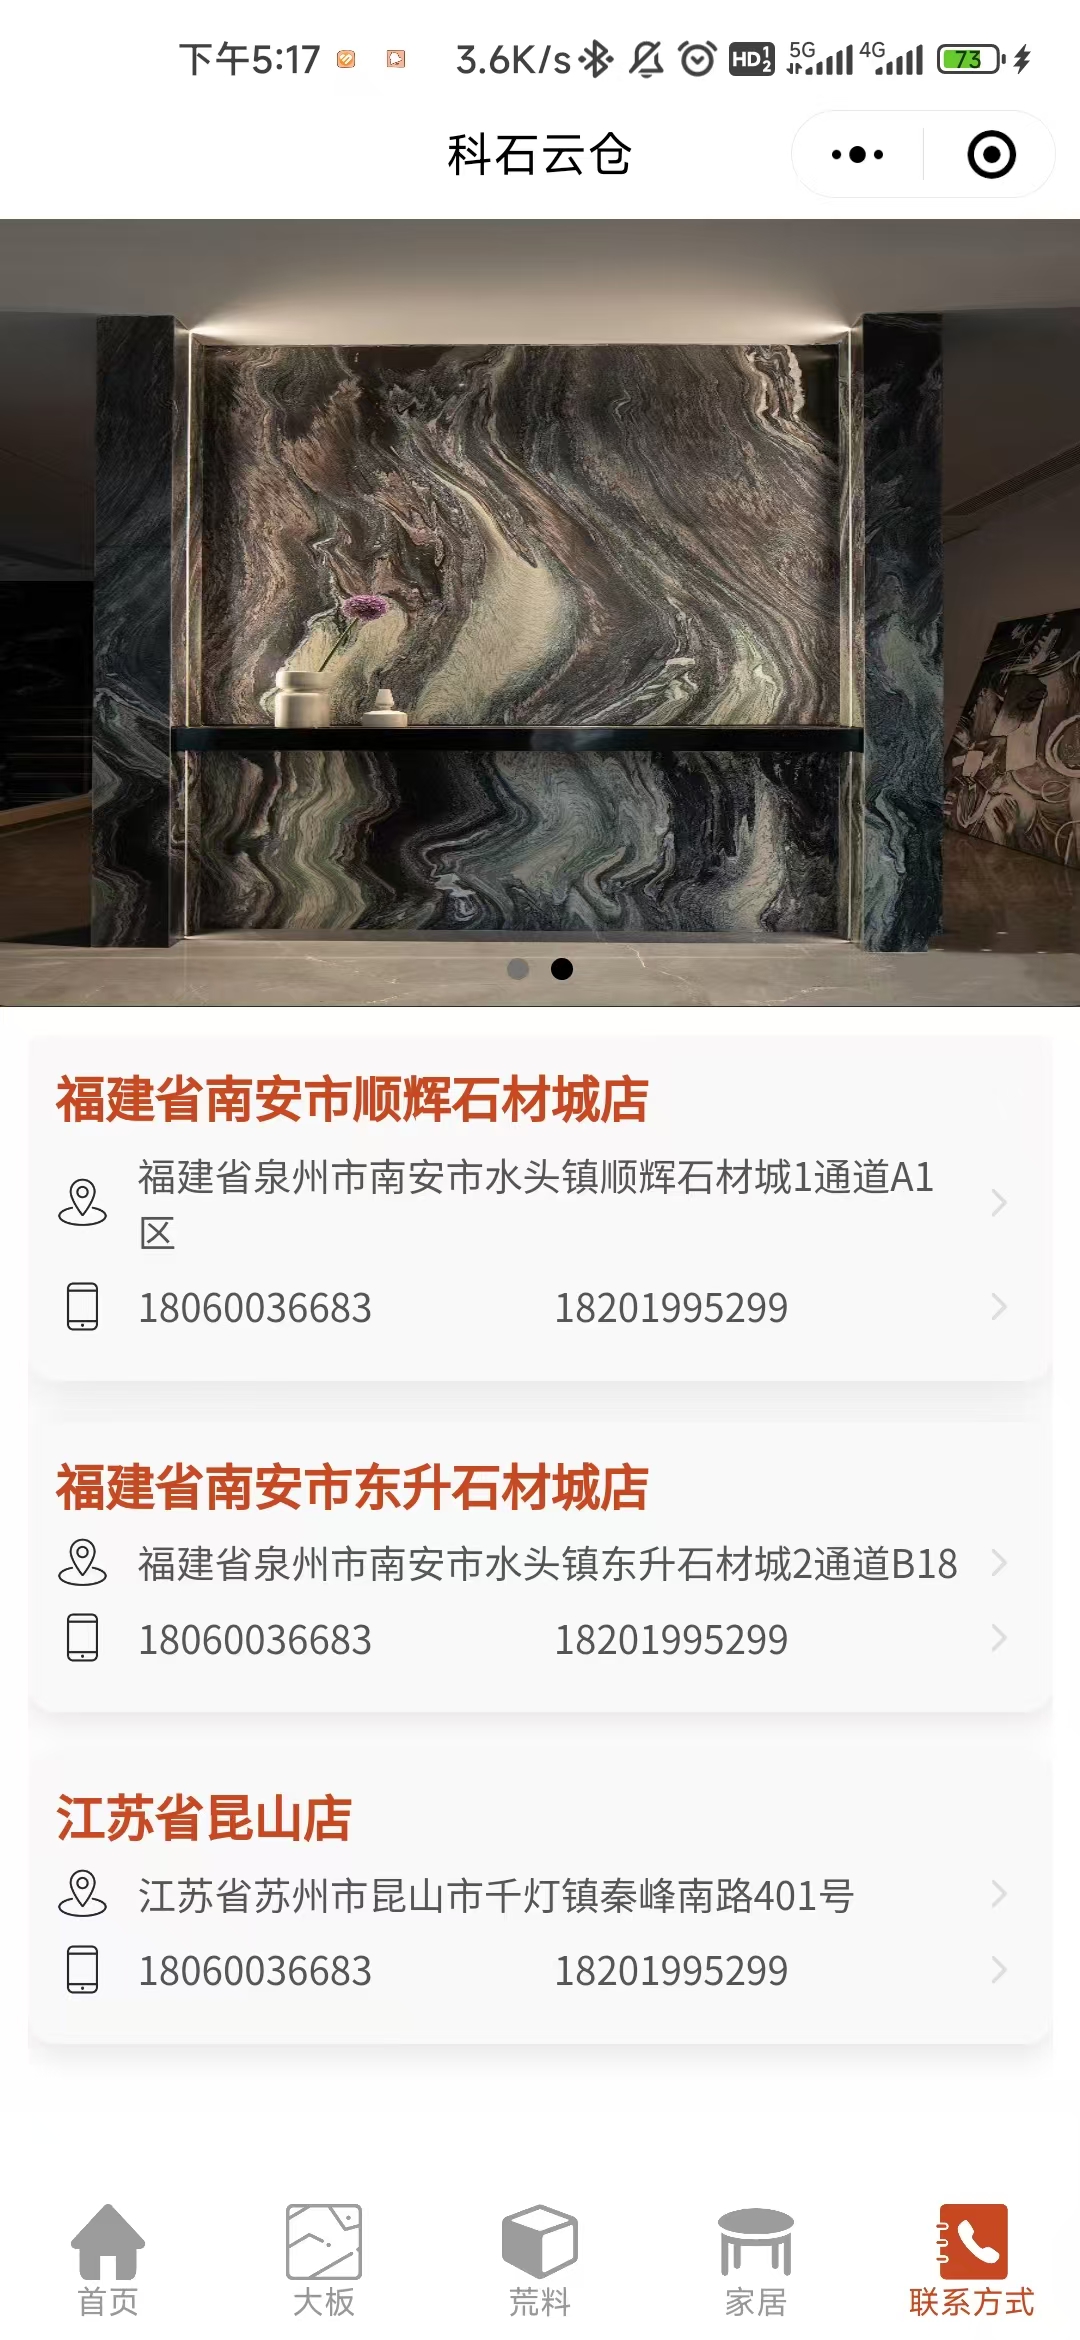 下午5:17 3.6K/s HD 1 2 5G 4G 73
科石云仓
福建省南安市顺辉石材城店
福建省泉州市南安市水头镇顺辉石材城1通道A1
区
18060036683 18201995299
福建省南安市东升石材城店
福建省泉州市南安市水头镇东升石材城2通道B18
18060036683 18201995299
江苏省昆山店
江苏省苏州市昆山市千灯镇秦峰南路401号
18060036683 18201995299
首页 大板 荒料 家居 联系方式